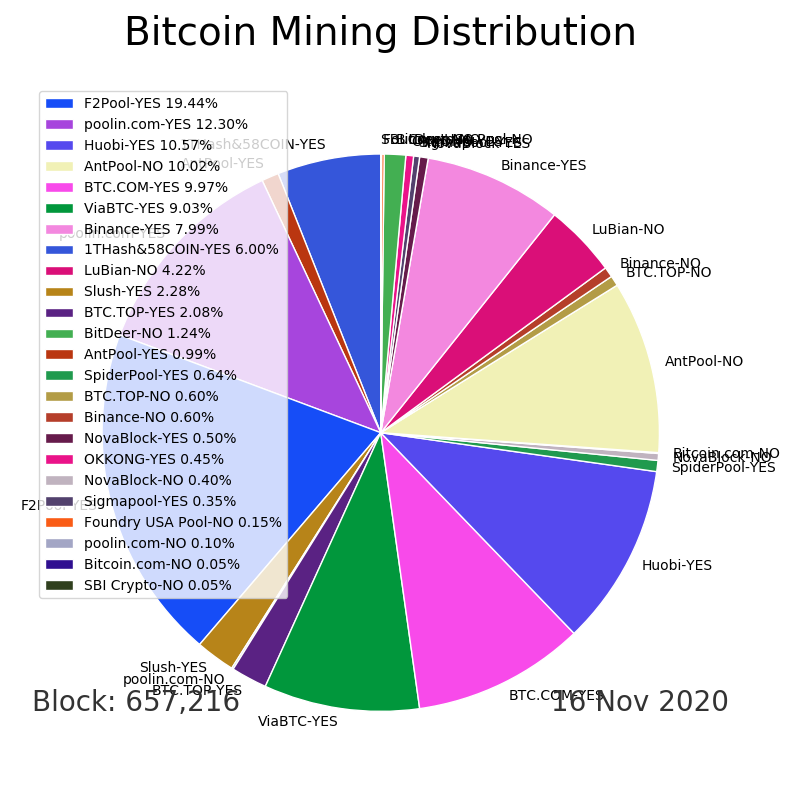 Bitcoin Mining Distribution
F2Pool-YES 19.44%
poolin.com-YES 12.30%
Huobi-YES 10.57%
AntPool-NO 10.02%
BTC.COM-YES 9.97%
ViaBTC-YES 9.03%
Binance-YES 7.99%
1THash&58COIN-YES 6.00%
LuBian-NO 4.22%
Slush-YES 2.28%
BTC.TOP-YES 2.08%
BitDeer-NO 1.24%
AntPool-YES 0.99%
SpiderPool-YES 0.64%
BTC.TOP-NO 0.60%
Binance-NO 0.60%
NovaBlock-YES 0.50%
OKKONG-YES 0.45%
NovaBlock-NO 0.40%
Sigmapool-YES 0.35%
Foundry USA Pool-NO 0.15%
poolin.com-NO 0.10%
Bitcoin.com-NO 0.05%
SBI Crypto-NO 0.05%
1THash&58COIN-YES
AntPool-YES
poolin.com-YES
F2Pool-YES
Binance-YES
LuBian-NO
Binance-NO
BTC.TOP-NO
AntPool-NO
Bitcoin.com-NO
NovaBlock-NO
SpiderPool-YES
Huobi-YES
BTC.COM-YES
ViaBTC-YES
BTC.TOP-YES
poolin.com-NO
Slush-YES
Block: 657,216
16 Nov 2020